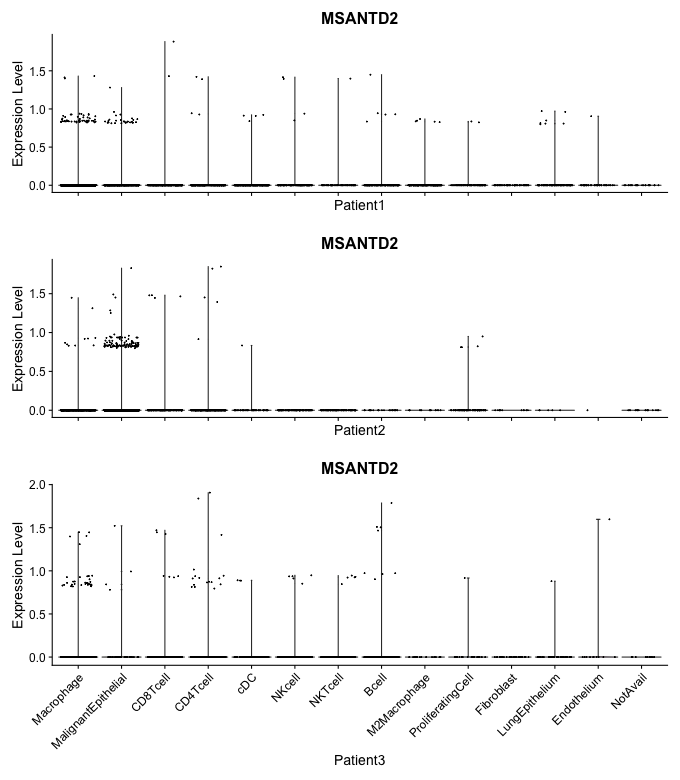 MSANTD2
Expression Level
1.5
1.0
0.5
0.0
Patient1
MSANTD2
Expression Level
1.5
1.0
0.5
0.0
Patient2
MSANTD2
Expression Level
2.0
1.5
1.0
0.5
0.0
Macrophage
MalignantEpithelial
CD8Tcell
CD4Tcell
cDC
NKcell
NKTcell
Bcell
M2Macrophage
ProliferatingCell
Fibroblast
LungEpithelium
Endothelium
NotAvail
Patient3